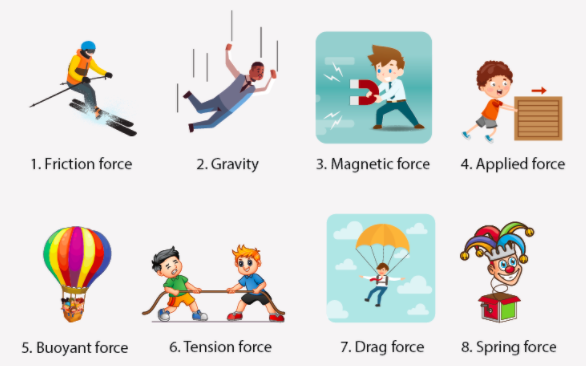 1. Friction force
2. Gravity
3. Magnetic force
4. Applied force
5. Buoyant force
6. Tension force
7. Drag force
8. Spring force